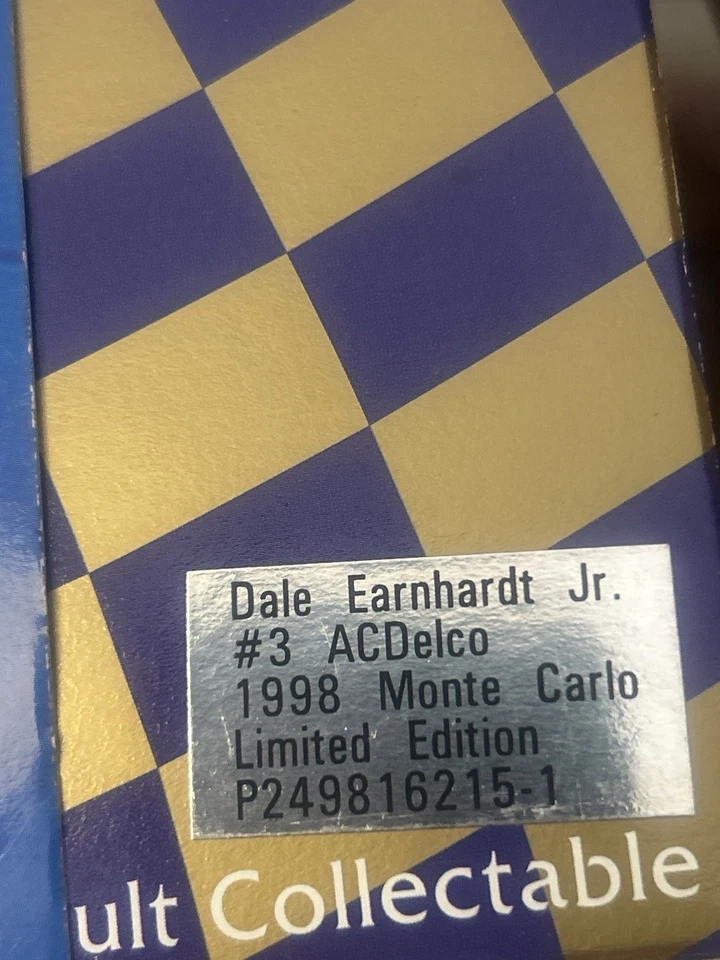 Dale Earnhardt Jr.
#3 ACDelco
1998 Monte Carlo
Limited Edition
P249816215-1
ult Collectable